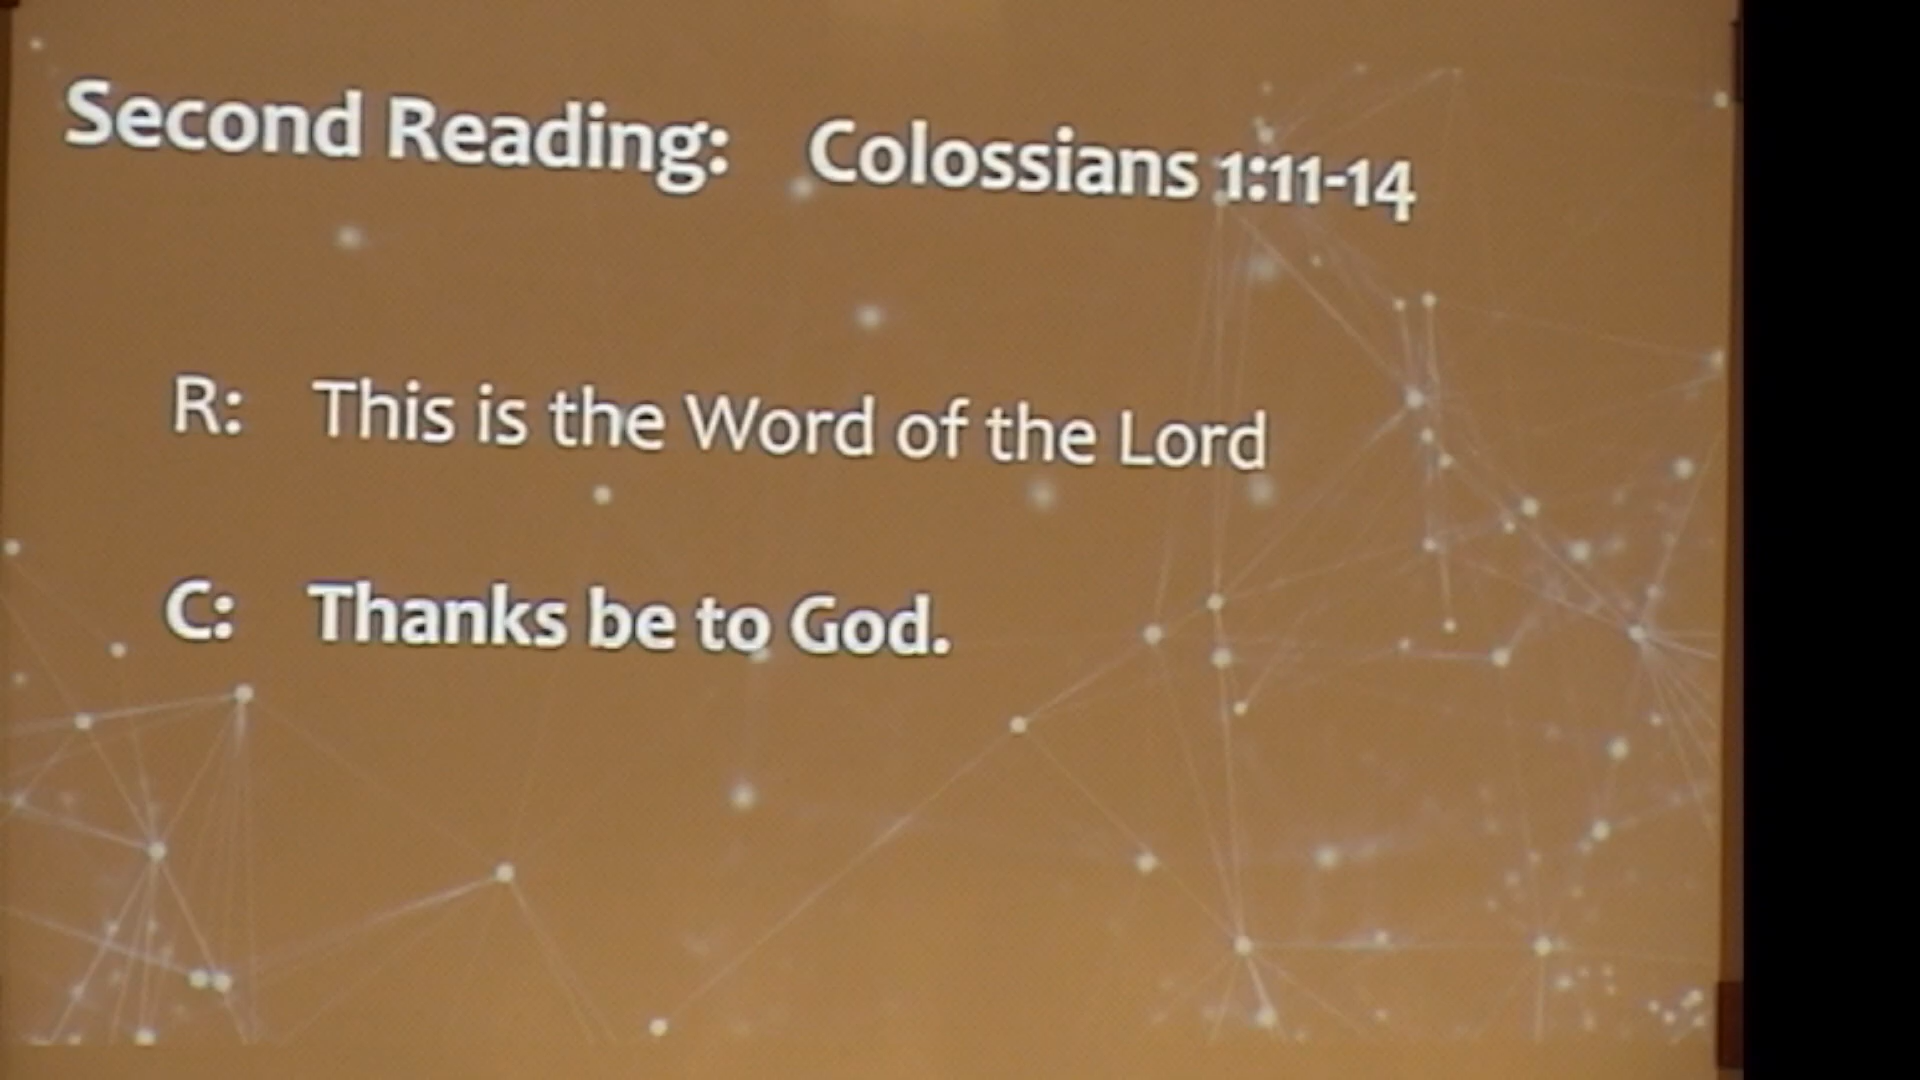 Second Reading: Colossians 1:11-14
R: This is the Word of the Lord
C: Thanks be to God.